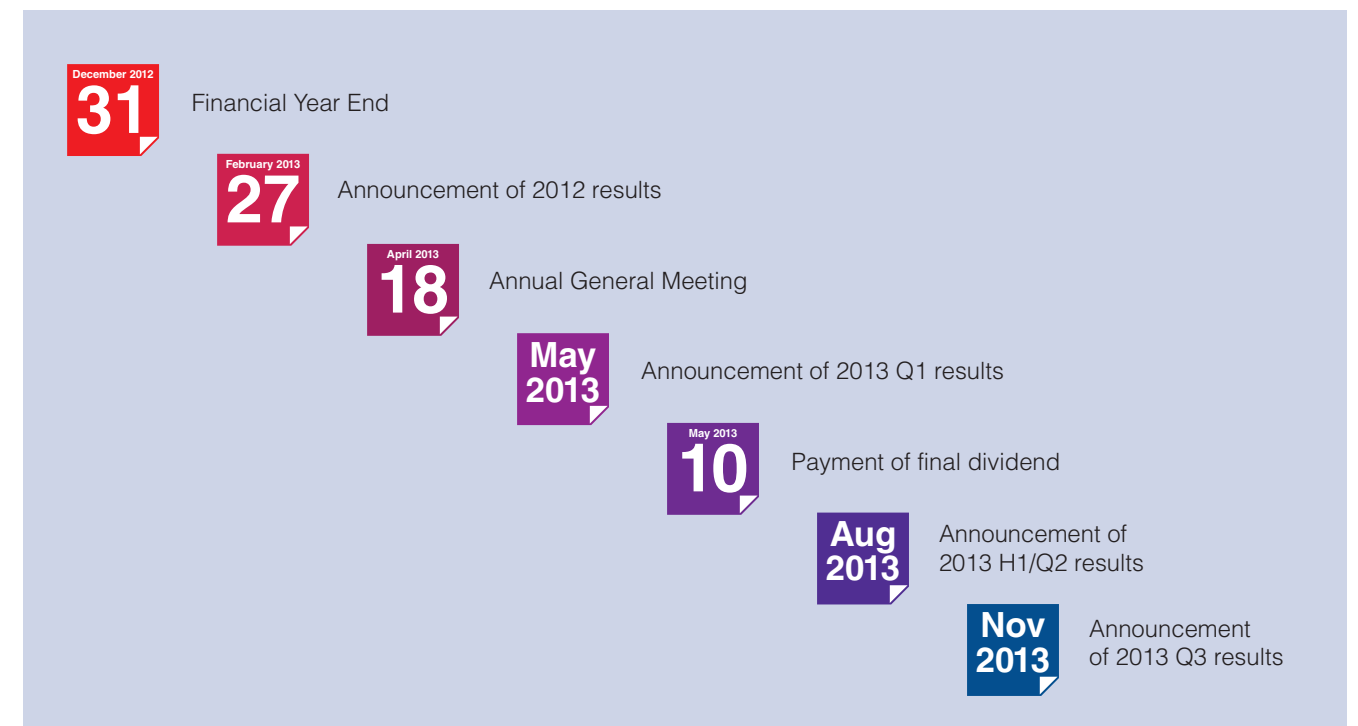 December 2012
31
Financial Year End
February 2013
27
Announcement of 2012 results
April 2013
18
Annual General Meeting
May
2013
Announcement of 2013 Q1 results
May 2013
10
Payment of final dividend
Aug
2013
Announcement of
2013 H1/Q2 results
Nov
2013
Announcement
of 2013 Q3 results